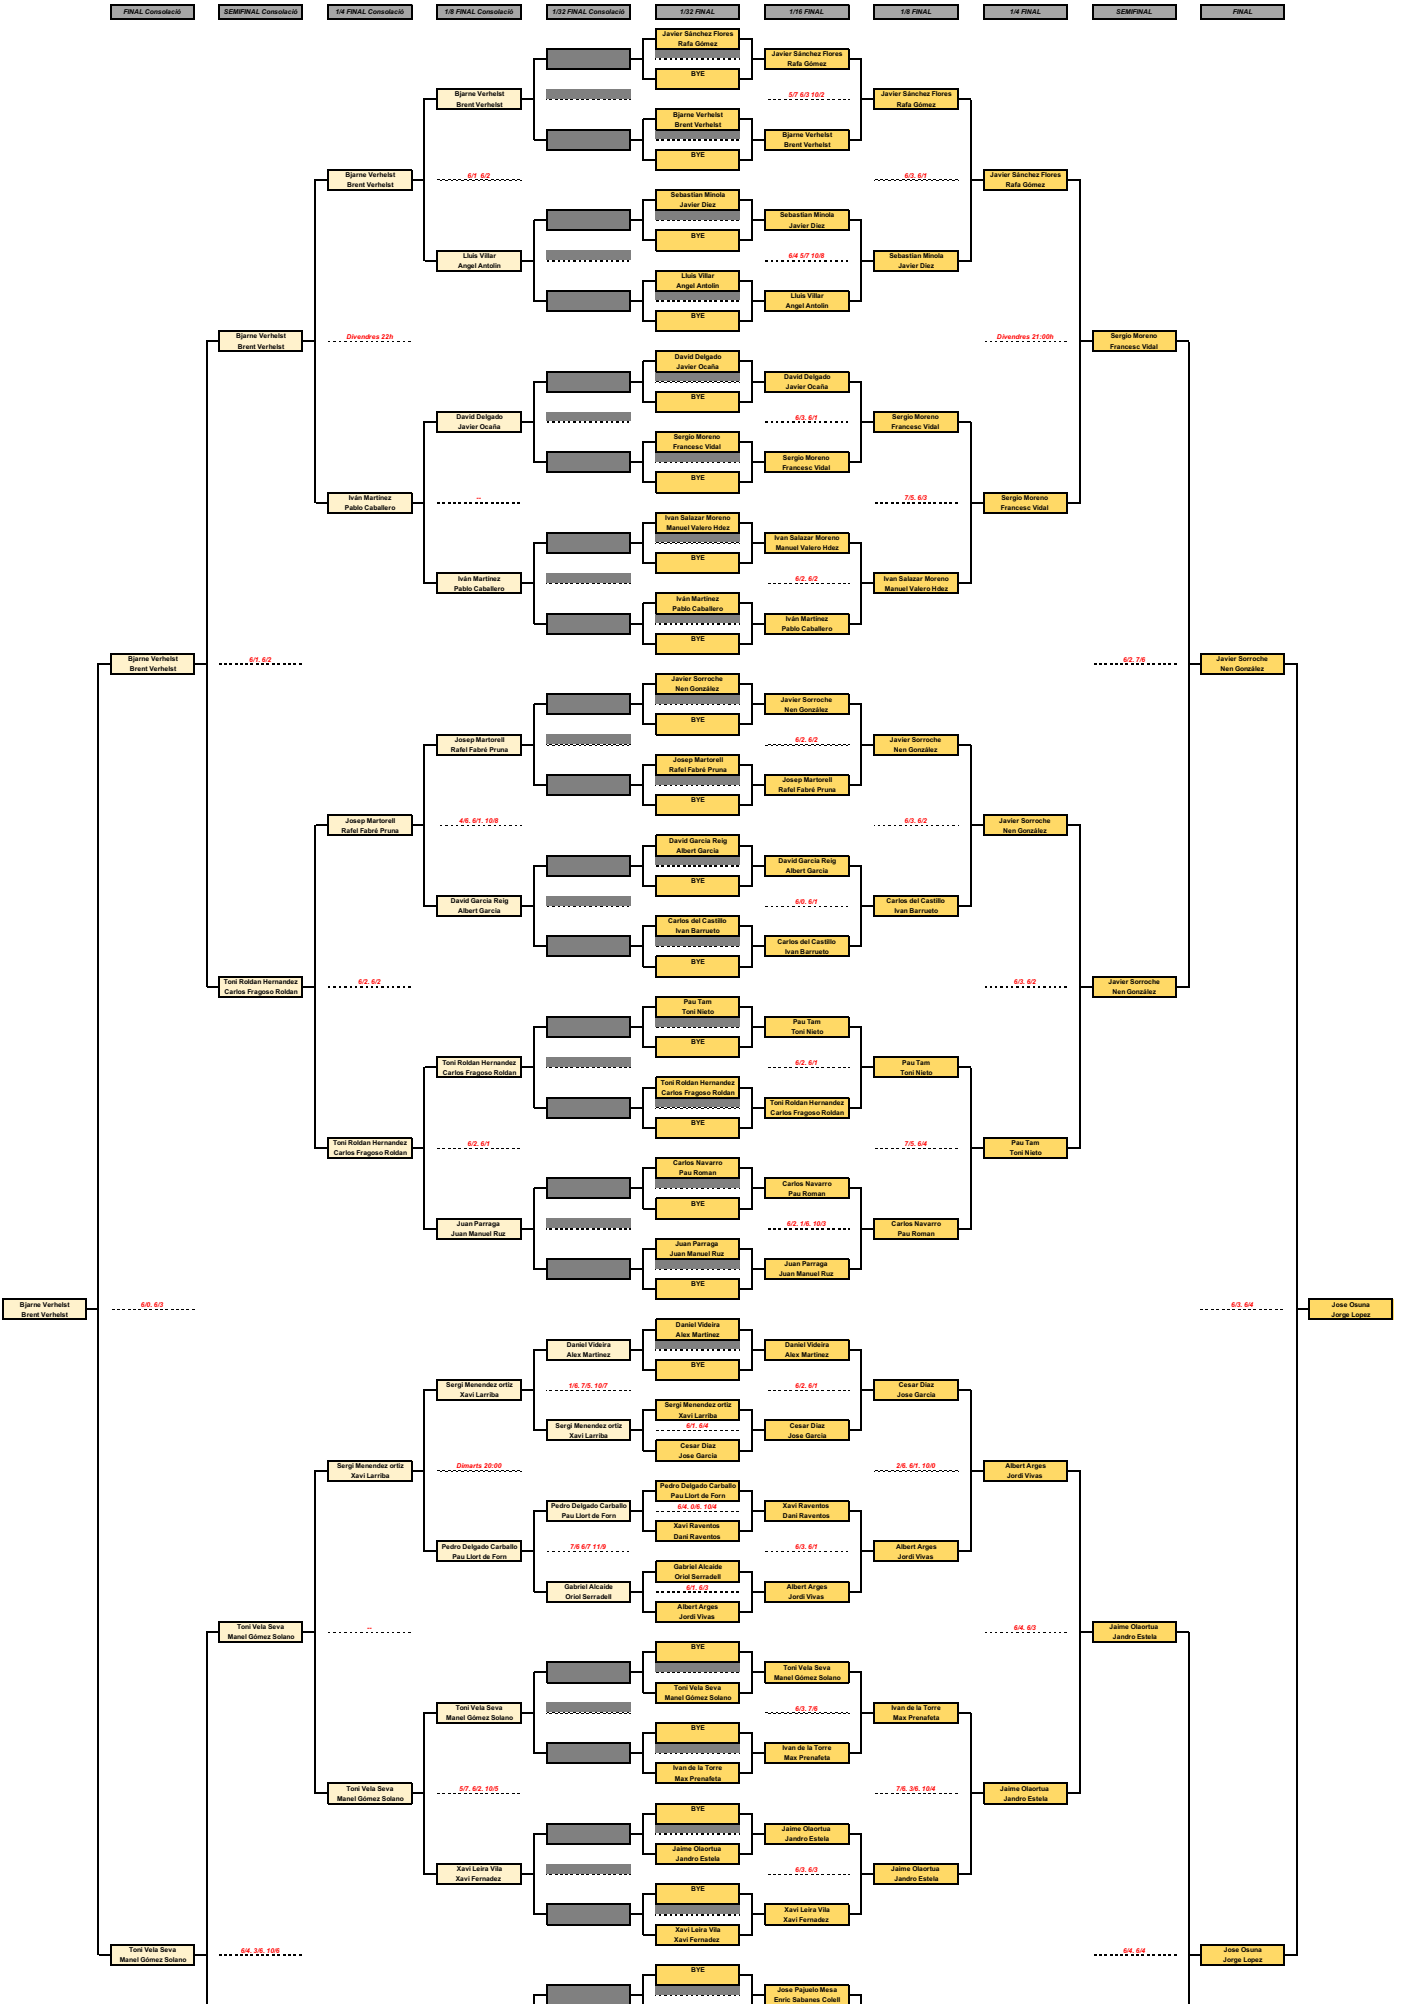 FINAL Consolació
SEMIFINAL Consolació
1/4 FINAL Consolació
1/8 FINAL Consolació
1/32 FINAL Consolació
1/32 FINAL
1/16 FINAL
1/8 FINAL
1/4 FINAL
SEMIFINAL
FINAL
Javier Sánchez Flores
Rafa Gómez
Javier Sánchez Flores
Rafa Gómez
BYE
Bjarne Verhelst
Brent Verhelst
5/7 6/3 10/2
Javier Sánchez Flores
Rafa Gómez
Bjarne Verhelst
Brent Verhelst
Bjarne Verhelst
Brent Verhelst
BYE
Bjarne Verhelst
Brent Verhelst
6/1 6/2
6/3. 6/1
Javier Sánchez Flores
Rafa Gómez
Sebastian Minola
Javier Diez
Sebastian Minola
Javier Diez
BYE
Lluis Villar
Angel Antolin
6/4 5/7 10/8
Sebastian Minola
Javier Diez
Lluis Villar
Angel Antolin
Lluis Villar
Angel Antolin
BYE
Bjarne Verhelst
Brent Verhelst
Divendres 22h
Divendres 21:00h
Sergio Moreno
Francesc Vidal
David Delgado
Javier Ocaña
David Delgado
Javier Ocaña
BYE
David Delgado
Javier Ocaña
6/3. 6/1
Sergio Moreno
Francesc Vidal
Sergio Moreno
Francesc Vidal
Sergio Moreno
Francesc Vidal
BYE
Iván Martínez
Pablo Caballero
--
7/5. 6/3
Sergio Moreno
Francesc Vidal
Ivan Salazar Moreno
Manuel Valero Hdez
Ivan Salazar Moreno
Manuel Valero Hdez
BYE
Iván Martínez
Pablo Caballero
6/2. 6/2
Ivan Salazar Moreno
Manuel Valero Hdez
Iván Martínez
Pablo Caballero
Iván Martínez
Pablo Caballero
BYE
Bjarne Verhelst
Brent Verhelst
6/1. 6/2
6/2. 7/6
Javier Sorroche
Nen González
Javier Sorroche
Nen González
Javier Sorroche
Nen González
BYE
Josep Martorell
Rafel Fabré Pruna
6/2. 6/2
Javier Sorroche
Nen González
Josep Martorell
Rafel Fabré Pruna
Josep Martorell
Rafel Fabré Pruna
BYE
Josep Martorell
Rafel Fabré Pruna
4/6. 6/1. 10/8
6/3. 6/2
Javier Sorroche
Nen González
David Garcia Reig
Albert Garcia
David Garcia Reig
Albert Garcia
BYE
David Garcia Reig
Albert Garcia
6/0. 6/1
Carlos del Castillo
Ivan Barrueto
Carlos del Castillo
Ivan Barrueto
Carlos del Castillo
Ivan Barrueto
BYE
Toni Roldan Hernandez
Carlos Fragoso Roldan
6/2. 6/2
6/3. 6/2
Javier Sorroche
Nen González
Pau Tam
Toni Nieto
Pau Tam
Toni Nieto
BYE
Toni Roldan Hernandez
Carlos Fragoso Roldan
6/2. 6/1
Pau Tam
Toni Nieto
Toni Roldan Hernandez
Carlos Fragoso Roldan
Toni Roldan Hernandez
Carlos Fragoso Roldan
BYE
Toni Roldan Hernandez
Carlos Fragoso Roldan
6/2. 6/1
7/5. 6/4
Pau Tam
Toni Nieto
Carlos Navarro
Pau Roman
Carlos Navarro
Pau Roman
BYE
Juan Parraga
Juan Manuel Ruz
6/2. 1/6. 10/3
Carlos Navarro
Pau Roman
Juan Parraga
Juan Manuel Ruz
Juan Parraga
Juan Manuel Ruz
BYE
Bjarne Verhelst
Brent Verhelst
6/0. 6/3
6/3. 6/4
Jose Osuna
Jorge Lopez
Daniel Videira
Alex Martinez
Daniel Videira
Alex Martinez
Daniel Videira
Alex Martinez
BYE
Sergi Menendez ortiz
Xavi Larriba
1/6. 7/5. 10/7
6/2. 6/1
Cesar Diaz
Jose Garcia
Sergi Menendez ortiz
Xavi Larriba
Sergi Menendez ortiz
Xavi Larriba
6/1. 6/4
Cesar Diaz
Jose Garcia
Cesar Diaz
Jose Garcia
Sergi Menendez ortiz
Xavi Larriba
Dimarts 20:00
2/6. 6/1. 10/0
Albert Arges
Jordi Vivas
Pedro Delgado Carballo
Pau Llort de Forn
Pedro Delgado Carballo
Pau Llort de Forn
6/4. 0/6, 10/4
Xavi Raventos
Dani Raventos
Xavi Raventos
Dani Raventos
Pedro Delgado Carballo
Pau Llort de Forn
7/6 6/7 11/9
6/3. 6/1
Albert Arges
Jordi Vivas
Gabriel Alcaide
Oriol Serradell
Gabriel Alcaide
Oriol Serradell
6/1. 6/3
Albert Arges
Jordi Vivas
Albert Arges
Jordi Vivas
Toni Vela Seva
Manel Gómez Solano
--
6/4. 6/3
Jaime Olaortua
Jandro Estela
BYE
Toni Vela Seva
Manel Gómez Solano
Toni Vela Seva
Manel Gómez Solano
Toni Vela Seva
Manel Gómez Solano
6/3. 7/6
Ivan de la Torre
Max Prenafeta
BYE
Ivan de la Torre
Max Prenafeta
Ivan de la Torre
Max Prenafeta
Toni Vela Seva
Manel Gómez Solano
5/7. 6/2. 10/5
7/6. 3/6. 10/4
Jaime Olaortua
Jandro Estela
BYE
Jaime Olaortua
Jandro Estela
Jaime Olaortua
Jandro Estela
Xavi Leira Vila
Xavi Fernadez
6/3. 6/3
Jaime Olaortua
Jandro Estela
BYE
Xavi Leira Vila
Xavi Fernadez
Xavi Leira Vila
Xavi Fernadez
Toni Vela Seva
Manel Gómez Solano
6/4, 3/6. 10/6
6/4. 6/4
Jose Osuna
Jorge Lopez
BYE
Jose Pajuelo Mesa
Enric Sabanes Colell